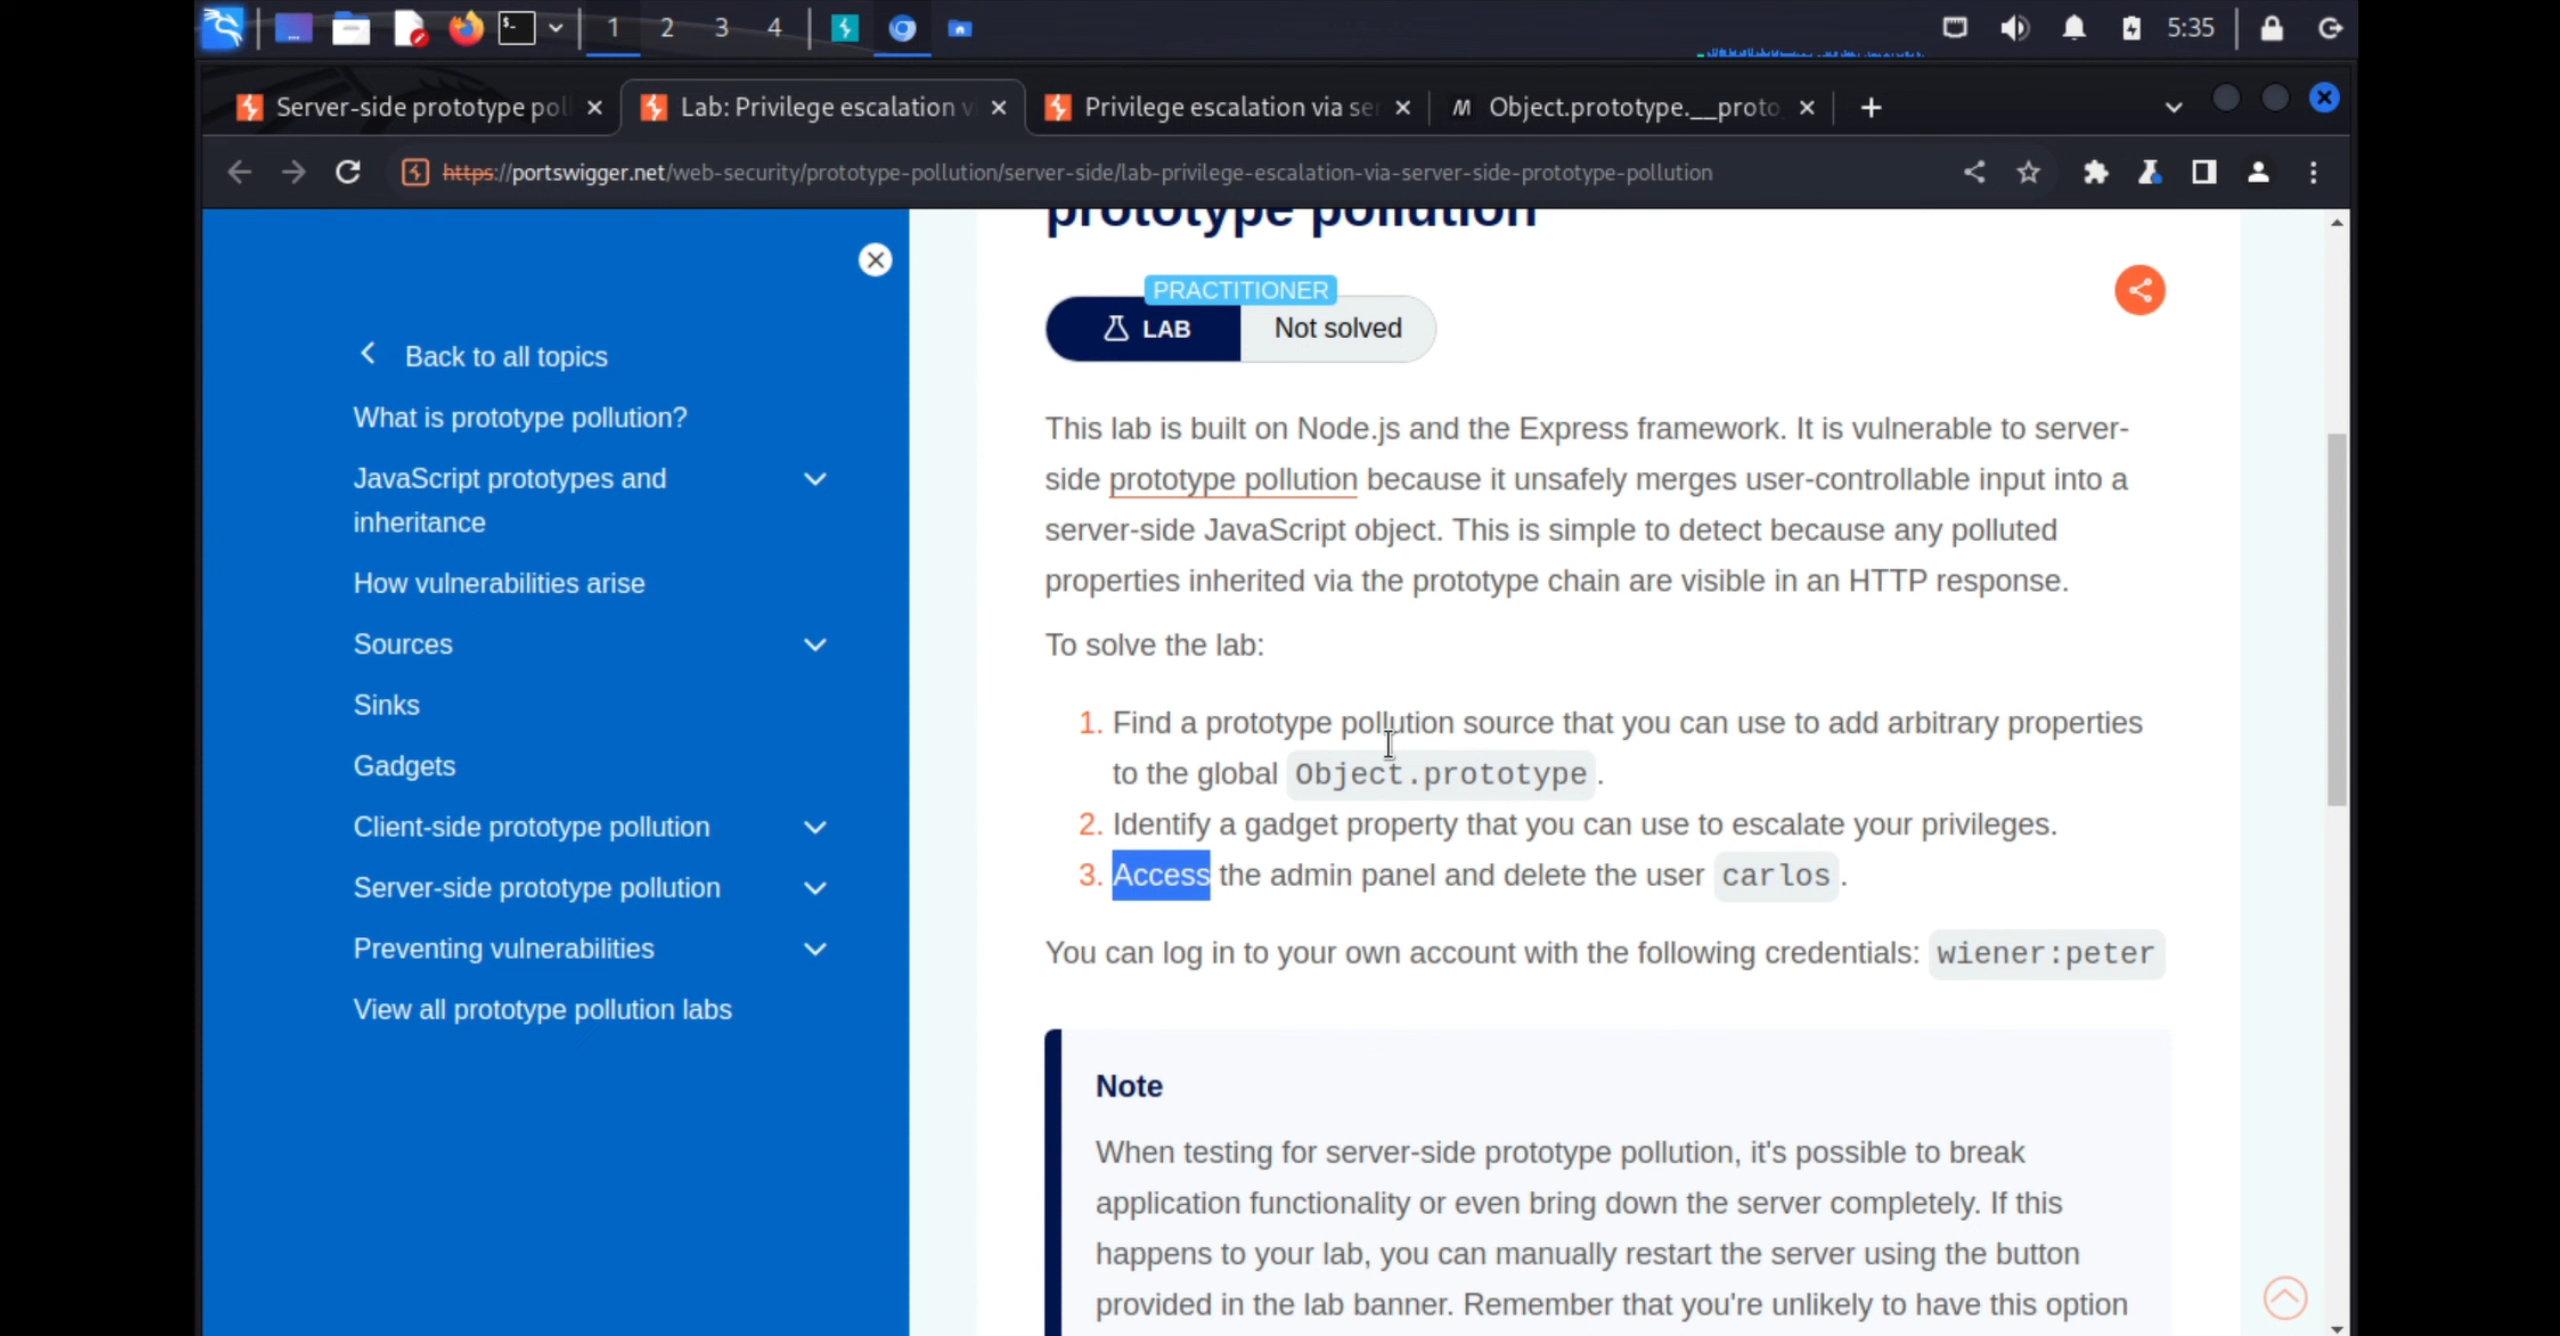 1 2 3 4 5:35
Server-side prototype pol
Lab: Privilege escalation v
Privilege escalation via ser
Object.prototype.__proto
https://portswigger.net/web-security/prototype-pollution/server-side/lab-privilege-escalation-via-server-side-prototype-pollution
Back to all topics
What is prototype pollution?
JavaScript prototypes and
inheritance
How vulnerabilities arise
Sources
Sinks
Gadgets
Client-side prototype pollution
Server-side prototype pollution
Preventing vulnerabilities
View all prototype pollution labs
prototype pollution
PRACTITIONER
LAB Not solved
This lab is built on Node.js and the Express framework. It is vulnerable to server-
side prototype pollution because it unsafely merges user-controllable input into a
server-side JavaScript object. This is simple to detect because any polluted
properties inherited via the prototype chain are visible in an HTTP response.
To solve the lab:
1. Find a prototype pollution source that you can use to add arbitrary properties
to the global Object.prototype.
2. Identify a gadget property that you can use to escalate your privileges.
3. Access the admin panel and delete the user carlos.
You can log in to your own account with the following credentials: wiener:peter
Note
When testing for server-side prototype pollution, it's possible to break
application functionality or even bring down the server completely. If this
happens to your lab, you can manually restart the server using the button
provided in the lab banner. Remember that you're unlikely to have this option